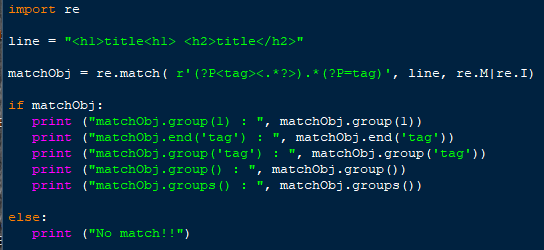 import re
line = "<h1>title<h1> <h2>title</h2>"
matchObj = re.match( r'(?P<tag><.*?>).*(?P=tag)', line, re.M|re.I)
if matchObj:
   print ("matchObj.group(1) : ", matchObj.group(1))
   print ("matchObj.end('tag') : ", matchObj.end('tag'))
   print ("matchObj.group('tag') : ", matchObj.group('tag'))
   print ("matchObj.group() : ", matchObj.group())
   print ("matchObj.groups() : ", matchObj.groups())
else:
   print ("No match!!")